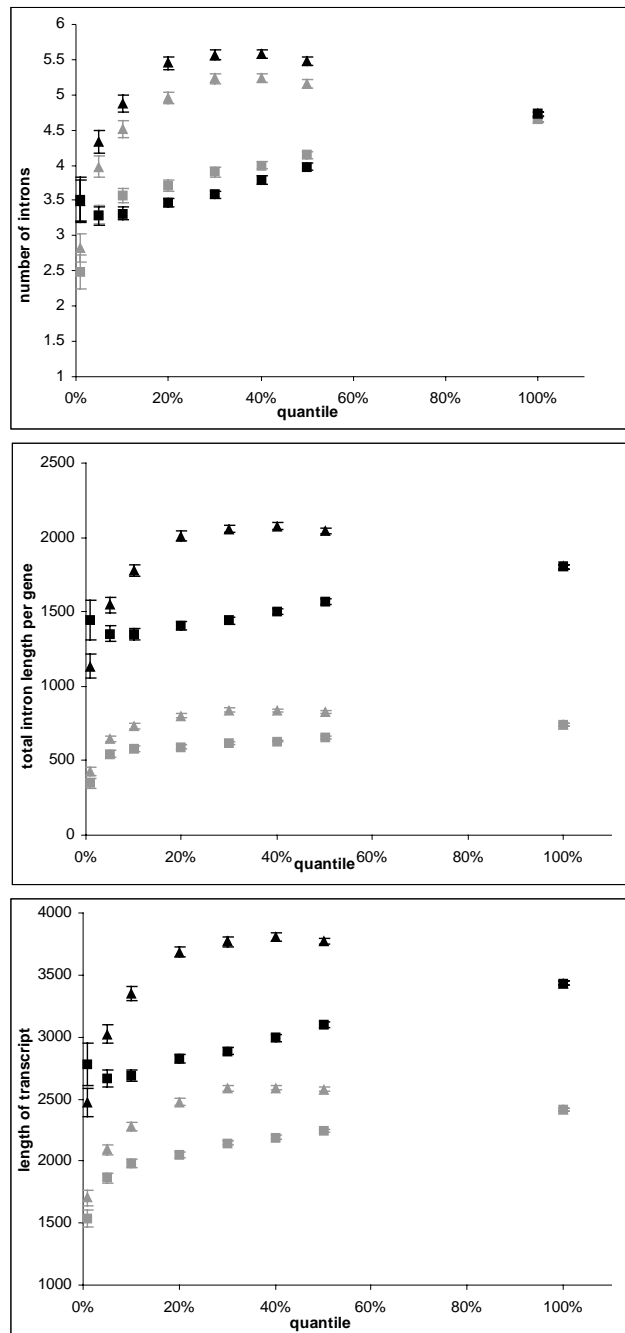 6
5.5
5
4.5
4
3.5
3
2.5
2
1.5
1
number of introns
0% 20% 40% 60% 80% 100%
quantile
2500
2000
1500
1000
500
0
total intron length per gene
0% 20% 40% 60% 80% 100%
quantile
4000
3500
3000
2500
2000
1500
1000
length of transcript
0% 20% 40% 60% 80% 100%
quantile